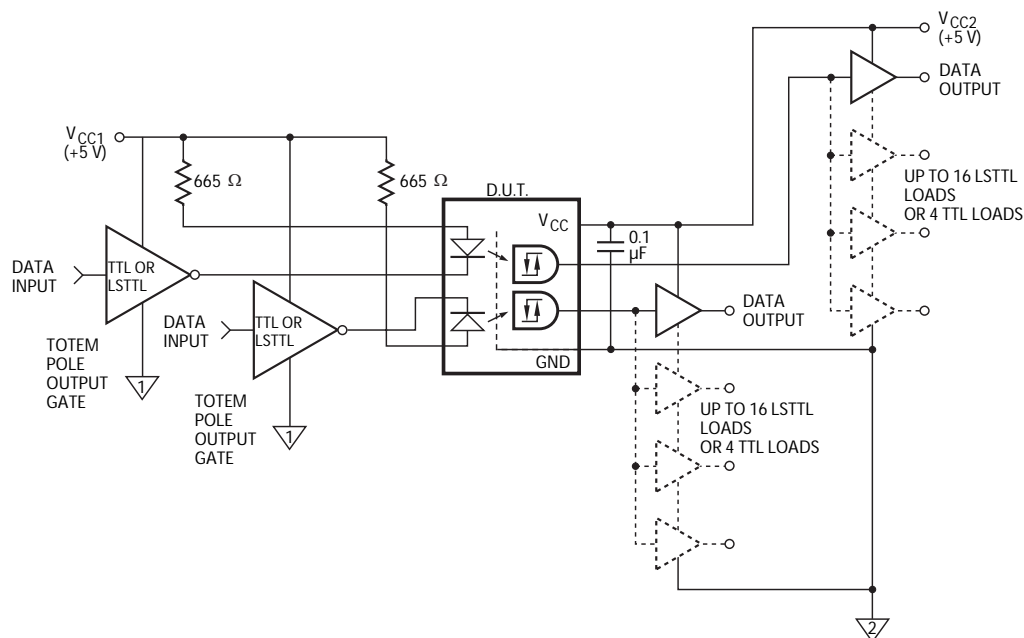 V CC2
(+5 V)
DATA
OUTPUT
V CC1
(+5 V)
665 Ω
665 Ω
D.U.T.
UP TO 16 LSTTL
LOADS
OR 4 TTL LOADS
V CC
0.1
µF
DATA
INPUT
TTL OR
LSTTL
DATA
INPUT
TTL OR
LSTTL
DATA
OUTPUT
GND
TOTEM
POLE
OUTPUT
GATE
1
TOTEM
POLE
OUTPUT
GATE
1
UP TO 16 LSTTL
LOADS
OR 4 TTL LOADS
2